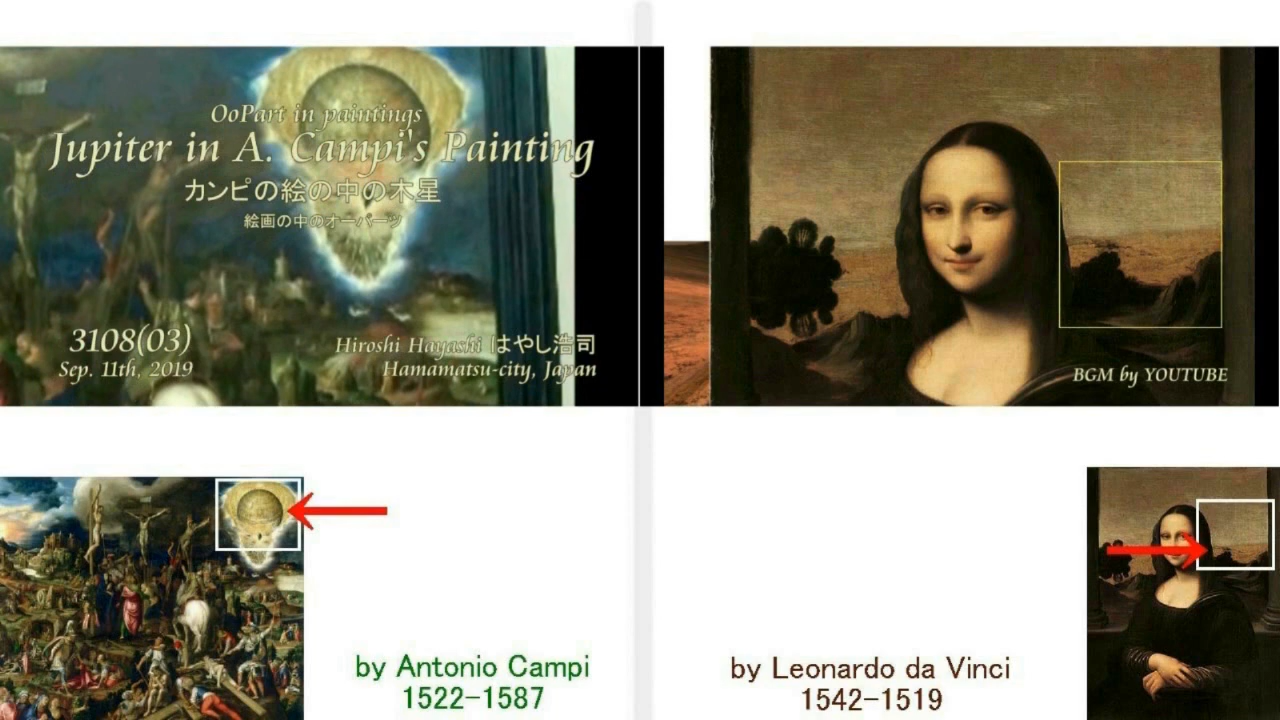 OoPart in paintings
Jupiter in A. Campi's Painting
カンピの絵の中の木星
絵画の中のオーパーツ
3108(03)
Sep. 11th, 2019
Hiroshi Hayashi はやし浩司
Hamamatsu-city, Japan
BGM by YOUTUBE
by Antonio Campi
1522-1587
by Leonardo da Vinci
1542-1519